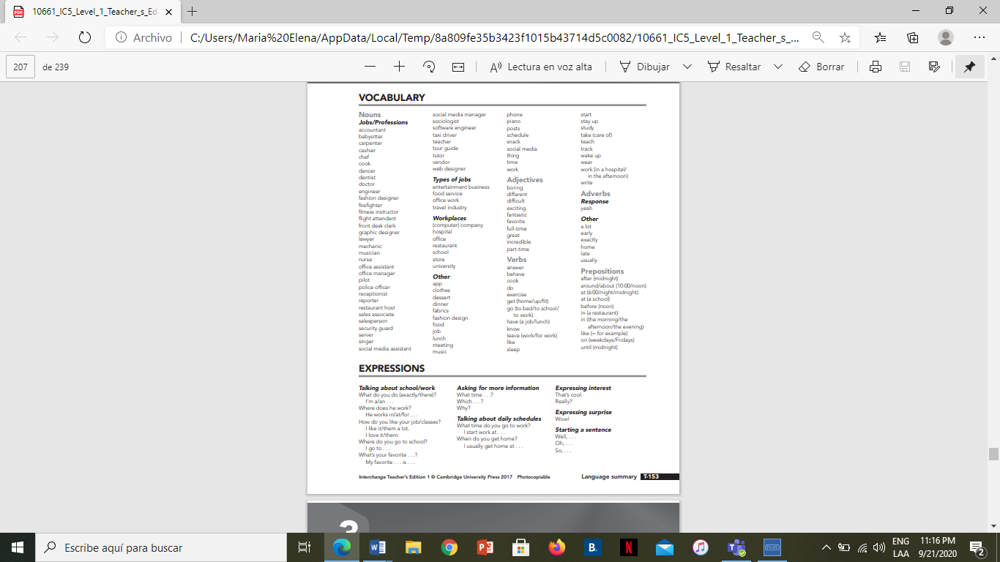 10661_IC5_Level_1_Teacher_s_Ed
Archivo
C:/Users/Maria%20Elena/AppData/Local/Temp/8a809fe35b3423f1015b43714d5c0082/10661_IC5_Level_1_Teacher_s_...
207 de 239
Lectura en voz alta
Dibujar
Resaltar
Borrar
VOCABULARY
Nouns
Jobs/Professions
accountant
babysitter
carpenter
cashier
chef
cook
dancer
dentist
doctor
engineer
fashion designer
firefighter
fitness instructor
flight attendant
front desk clerk
graphic designer
lawyer
mechanic
musician
nurse
office assistant
office manager
pilot
police officer
receptionist
reporter
restaurant host
sales associate
salesperson
security guard
server
singer
social media assistant
social media manager
sociologist
software engineer
taxi driver
teacher
tour guide
tutor
vendor
web designer
Types of jobs
entertainment business
food service
office work
travel industry
Workplaces
(computer) company
hospital
office
restaurant
school
store
university
Other
app
clothes
dessert
dinner
fabrics
fashion design
food
job
lunch
meeting
music
phone
piano
posts
schedule
snack
social media
thing
time
work
Adjectives
boring
different
difficult
exciting
fantastic
favorite
full-time
great
incredible
part-time
Verbs
answer
behave
cook
do
exercise
get (home/up/fit)
go (to bed/to school/
to work)
have (a job/lunch)
know
leave (work/for work)
like
sleep
start
stay up
study
take (care of)
teach
track
wake up
wear
work (in a hospital/
in the afternoon)
write
Adverbs
Response
yeah
Other
a lot
early
exactly
home
late
usually
Prepositions
after (midnight)
around/about (10:00/noon)
at (6:00/night/midnight)
at (a school)
before (noon)
in (a restaurant)
in (the morning/the
afternoon/the evening)
like (= for example)
on (weekdays/Fridays)
until (midnight)
EXPRESSIONS
Talking about school/work
What do you do (exactly/there)?
I'm a/an . . .
Where does he work?
He works in/at/for . . .
How do you like your job/classes?
I like it/them a lot.
I love it/them.
Where do you go to school?
I go to . . .
What's your favorite . . .?
My favorite . . . is . . .
Asking for more information
What time . . .?
Which . . .?
Why?
Talking about daily schedules
What time do you go to work?
I start work at . . .
When do you get home?
I usually get home at . . .
Expressing interest
That's cool.
Really?
Expressing surprise
Wow!
Starting a sentence
Well, . . .
Oh, . . .
So, . . .
Interchange Teacher's Edition 1 © Cambridge University Press 2017 Photocopiable
Language summary T-153
3
Escribe aquí para buscar
ENG
LAA
11:16 PM
9/21/2020
2